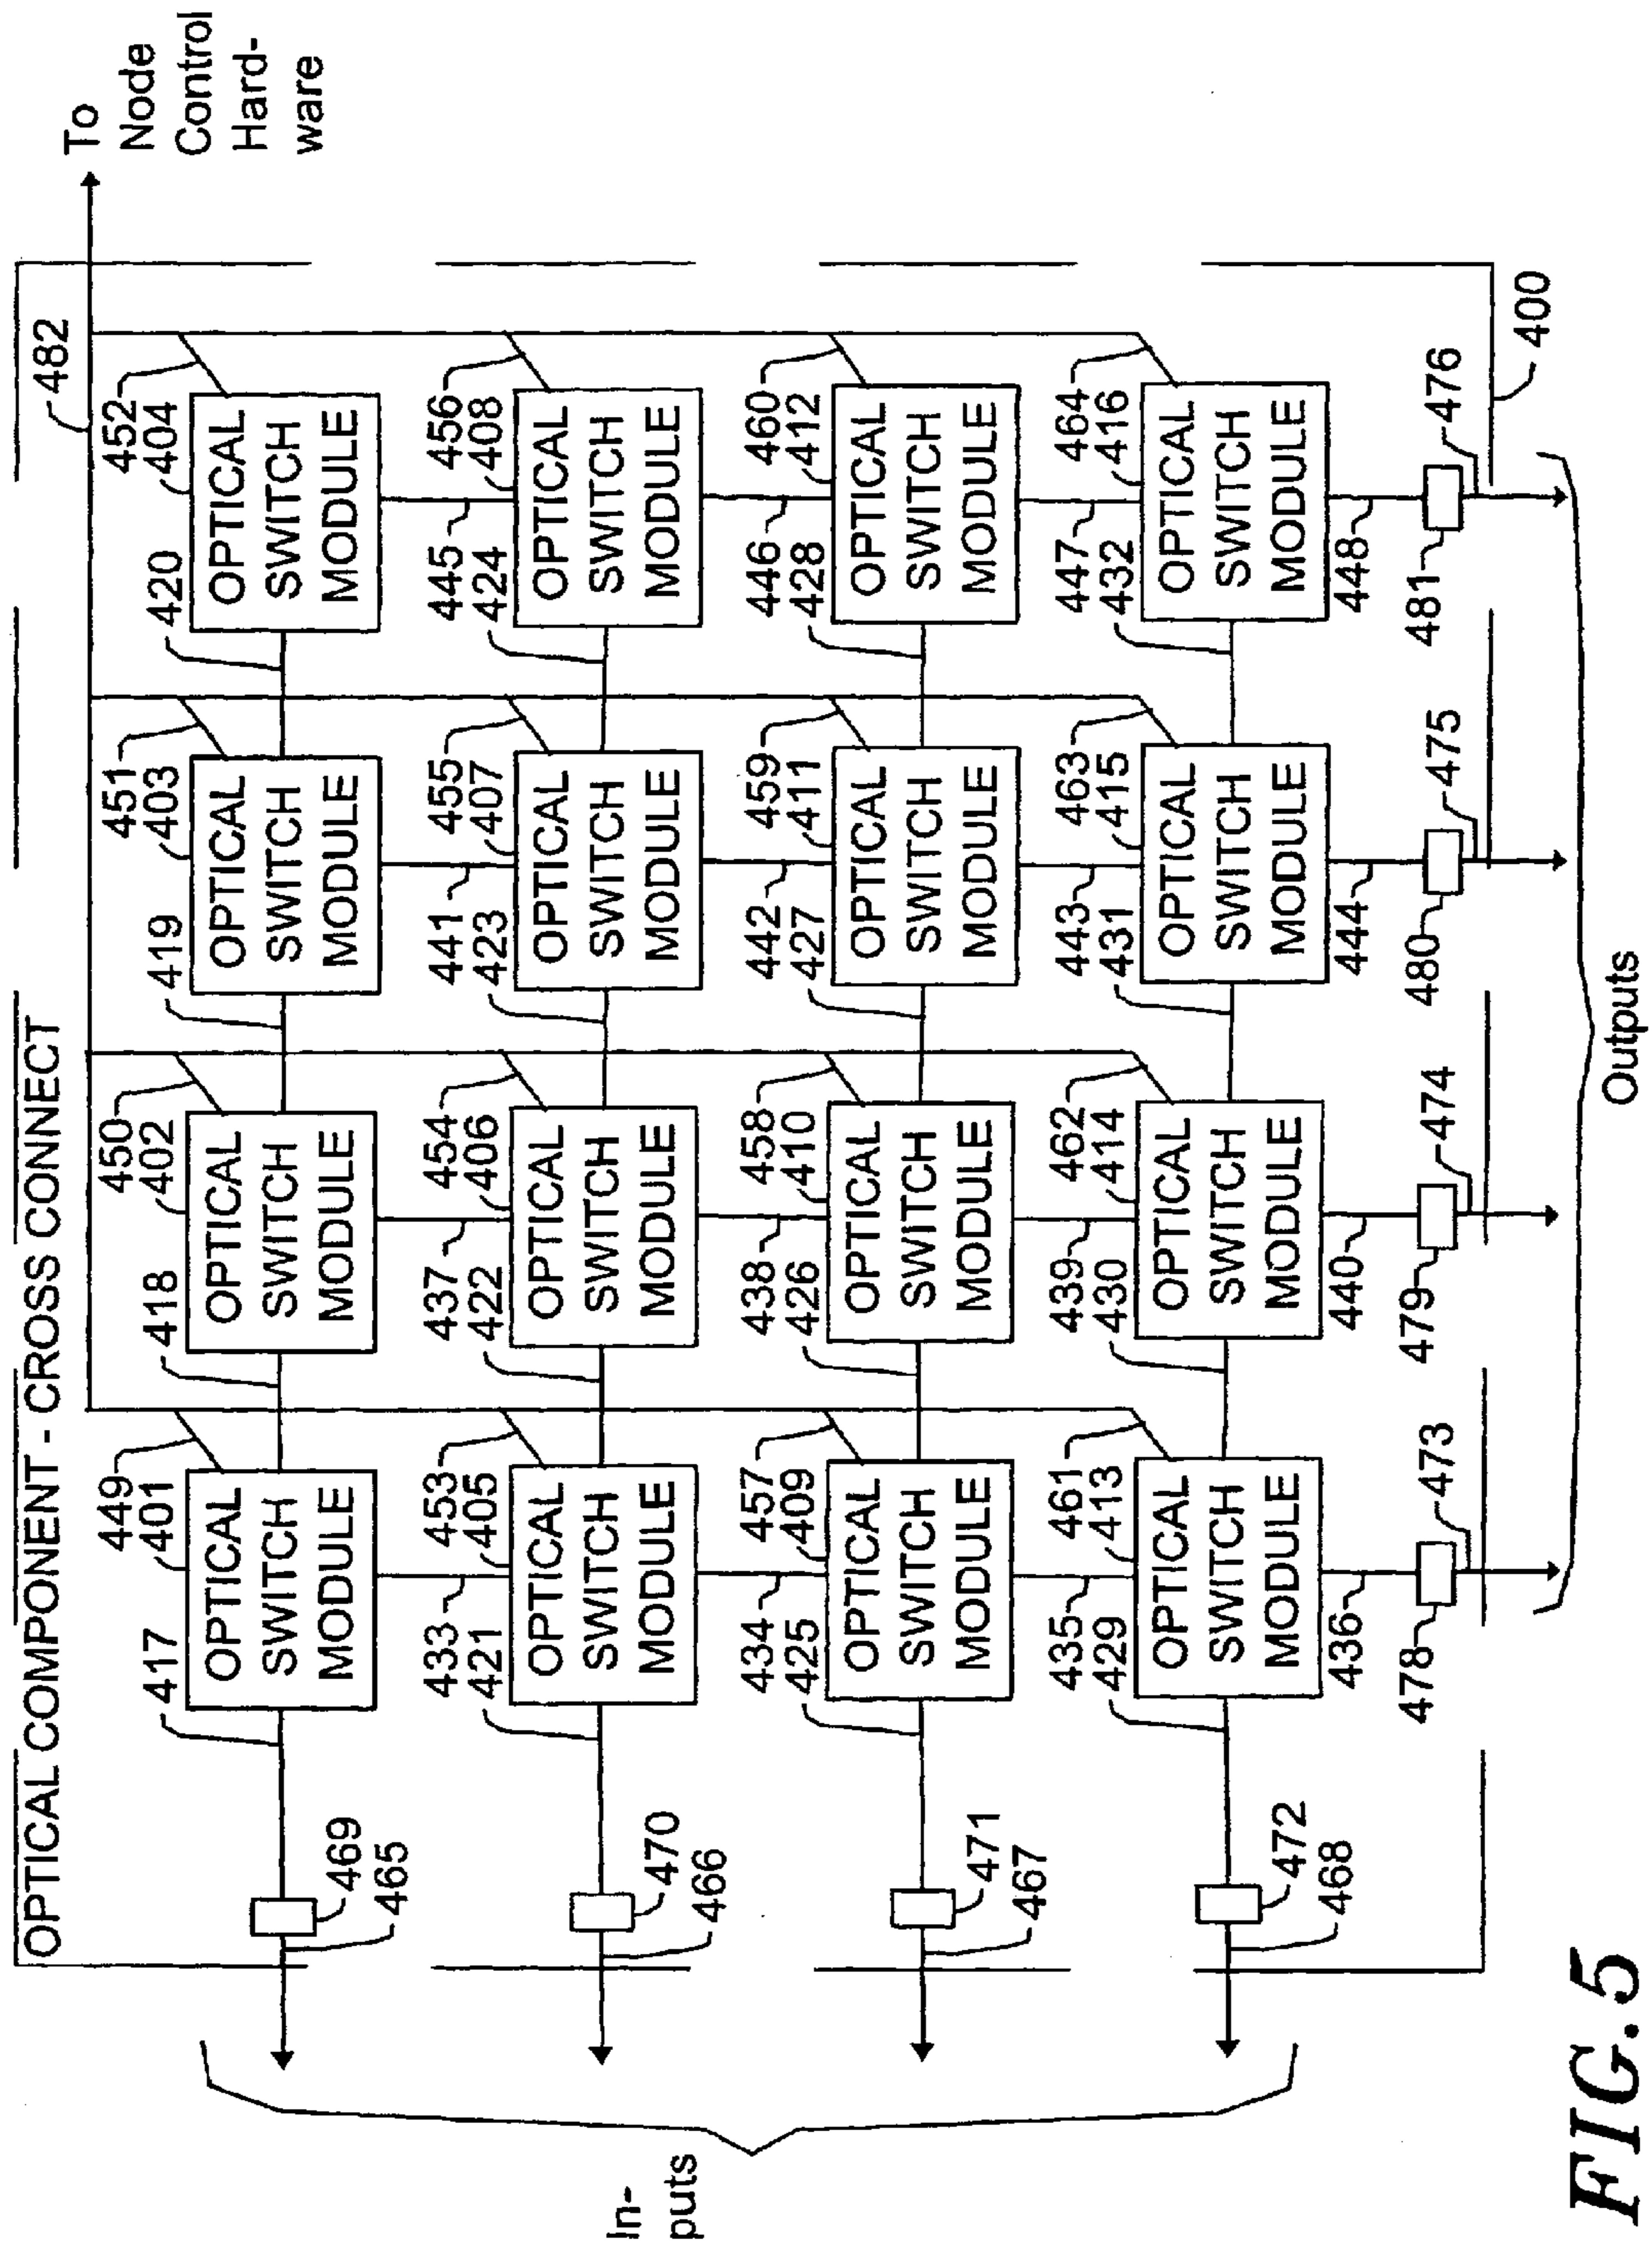 OPTICAL COMPONENT - CROSS CONNECT
482
To
Node
Control
Hard-
ware
449
401
450
402
451
403
452
404
417
418
419
420
OPTICAL
SWITCH
MODULE
OPTICAL
SWITCH
MODULE
OPTICAL
SWITCH
MODULE
OPTICAL
SWITCH
MODULE
469
465
453
405
454
406
455
407
456
408
433
421
437
422
441
423
445
424
OPTICAL
SWITCH
MODULE
OPTICAL
SWITCH
MODULE
OPTICAL
SWITCH
MODULE
OPTICAL
SWITCH
MODULE
470
466
In-
puts
457
409
458
410
459
411
460
412
434
425
438
426
442
427
446
428
OPTICAL
SWITCH
MODULE
OPTICAL
SWITCH
MODULE
OPTICAL
SWITCH
MODULE
OPTICAL
SWITCH
MODULE
471
467
461
413
462
414
463
415
464
416
435
429
439
430
443
431
447
432
OPTICAL
SWITCH
MODULE
OPTICAL
SWITCH
MODULE
OPTICAL
SWITCH
MODULE
OPTICAL
SWITCH
MODULE
472
468
436
440
444
448
478
473
479
474
480
475
481
476
400
Outputs
FIG.5